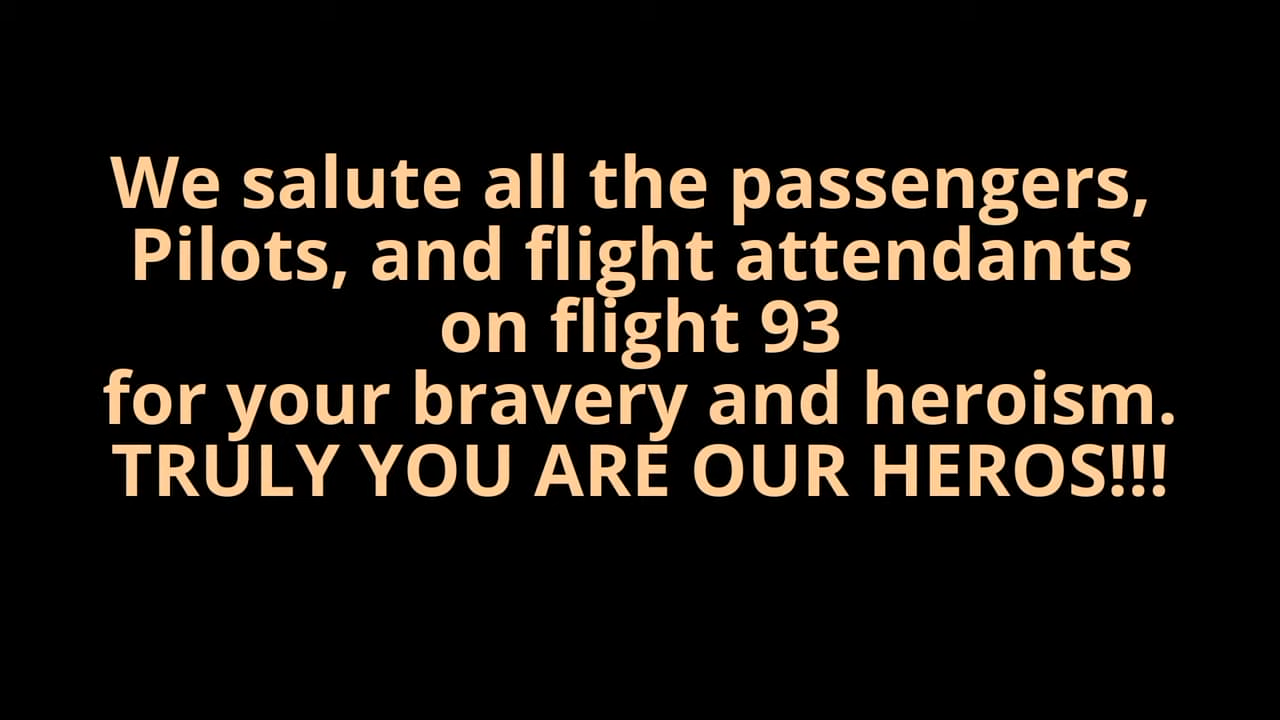 We salute all the passengers,
Pilots, and flight attendants
on flight 93
for your bravery and heroism.
TRULY YOU ARE OUR HEROS!!!